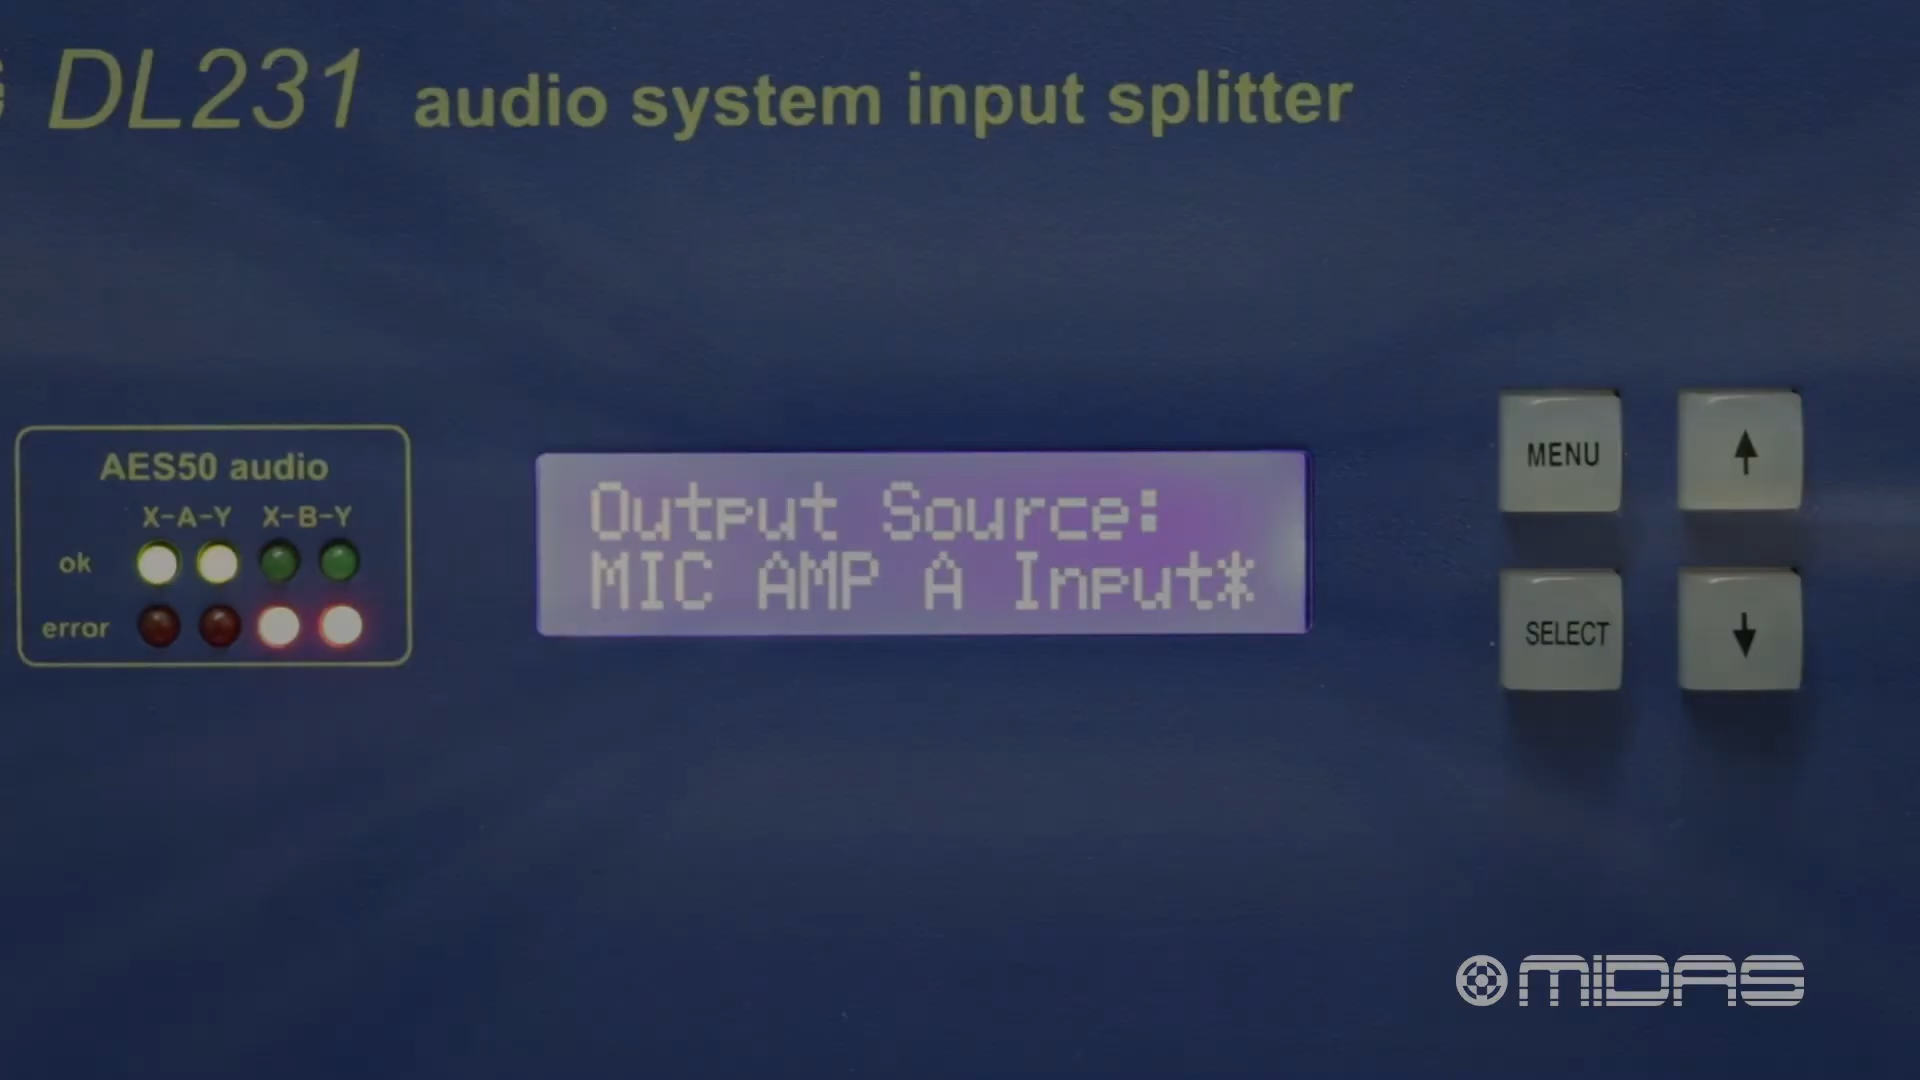 DL231 audio system input splitter
AES50 audio
X-A-Y X-B-Y
ok
error
Output Source:
MIC AMP A Input*
MENU
SELECT
MIDAS